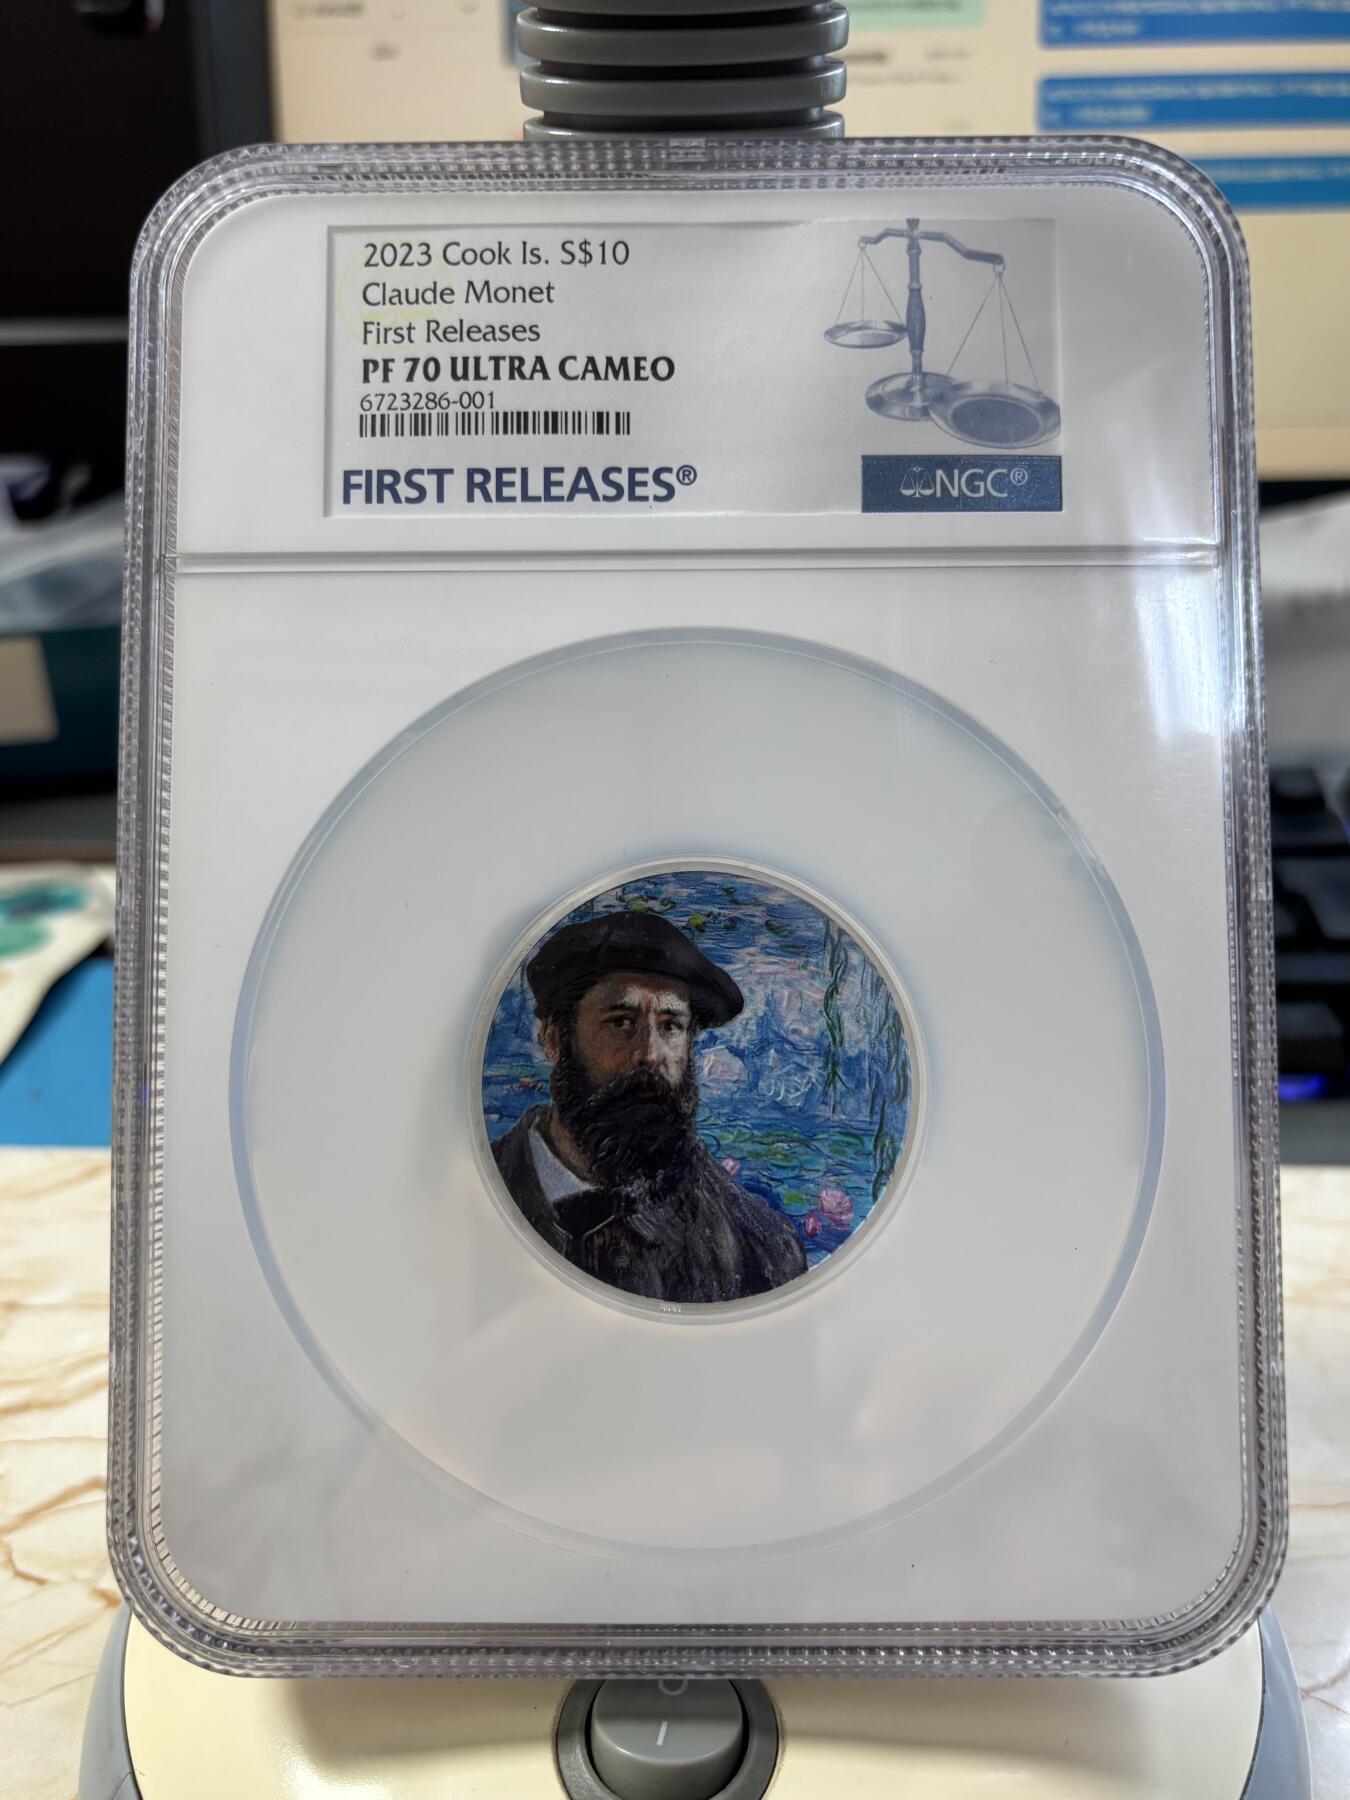 2023 Cook Is. S$10
Claude Monet
First Releases
PF 70 ULTRA CAMEO
6723286-001
FIRST RELEASES®
NGC®